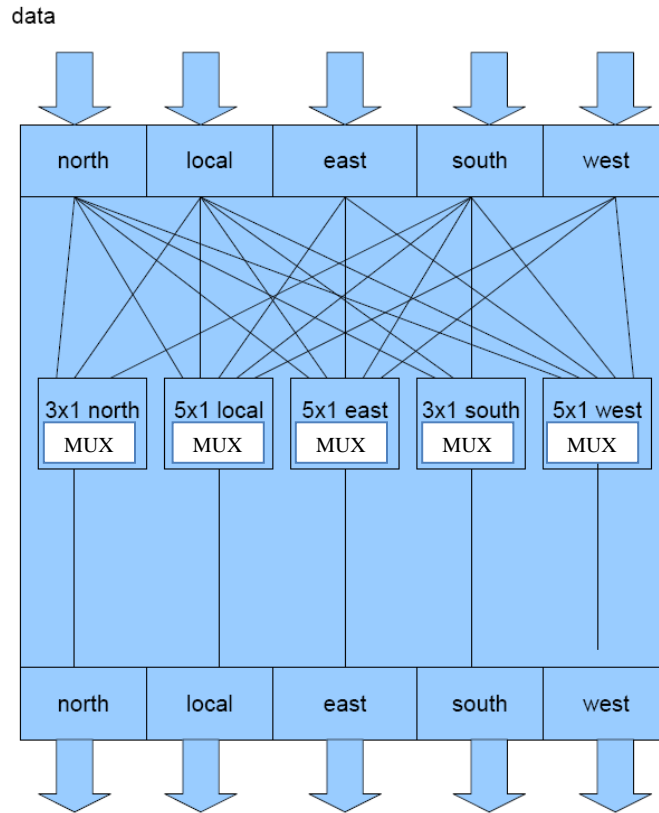 data
north local east south west
3x1 north 5x1 local 5x1 east 3x1 south 5x1 west
MUX MUX MUX MUX MUX
north local east south west